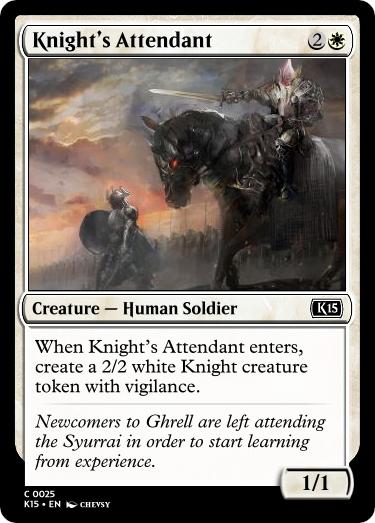 Knight's Attendant 2
Creature — Human Soldier K15
When Knight's Attendant enters,
create a 2/2 white Knight creature
token with vigilance.
Newcomers to Ghrell are left attending
the Syurrai in order to start learning
from experience.
1/1
C 0025
K15 • EN CHEVSY